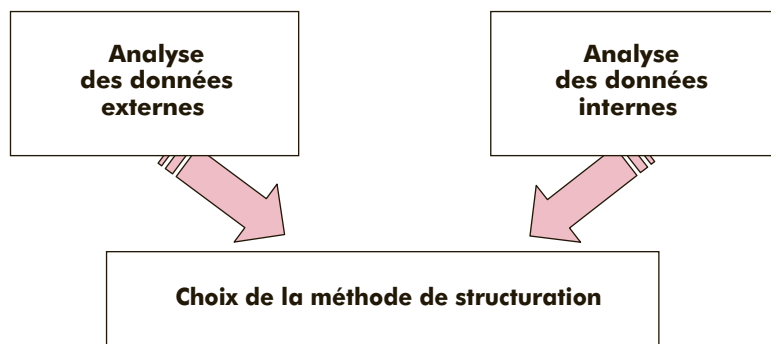 Analyse
des données
externes
Analyse
des données
internes
Choix de la méthode de structuration